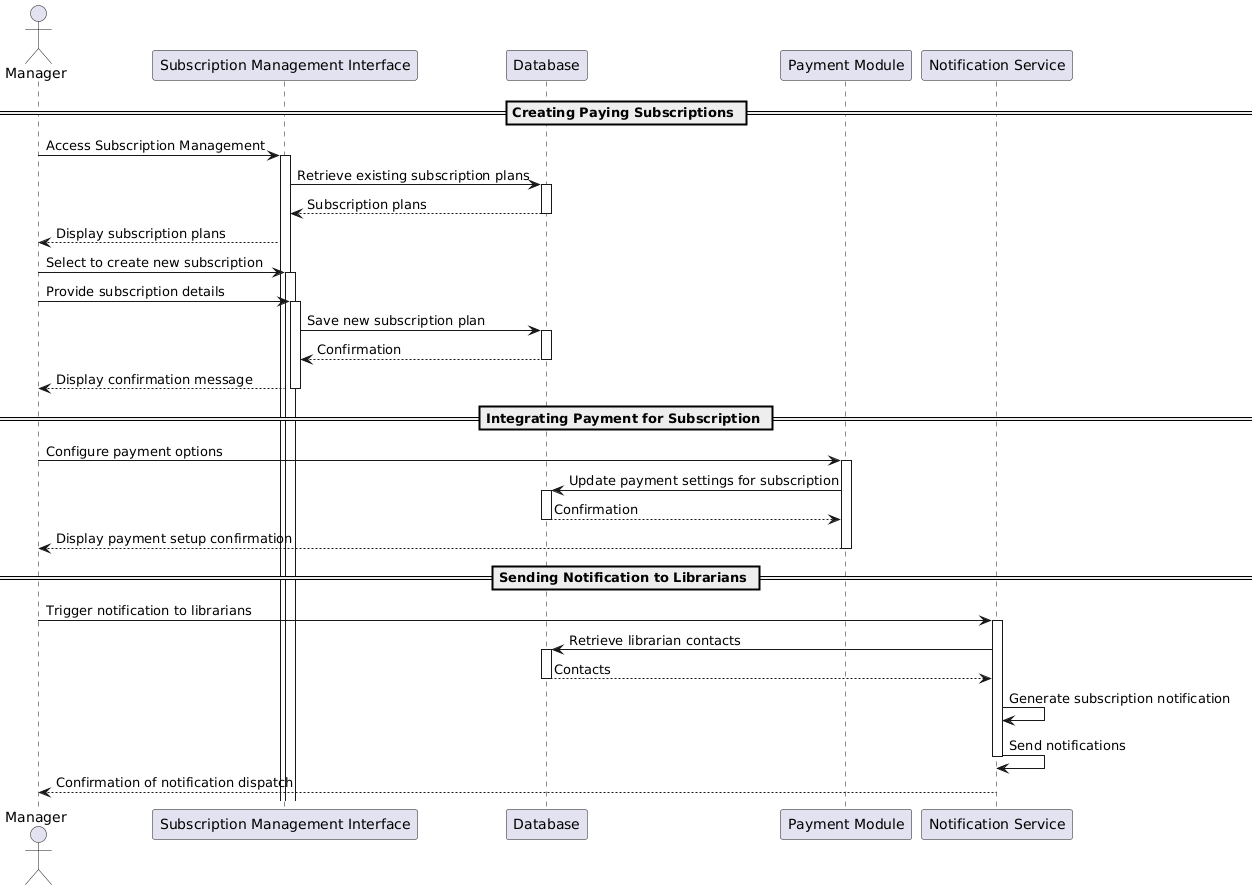 Manager
Subscription Management Interface
Database
Payment Module
Notification Service
Creating Paying Subscriptions
Access Subscription Management
Retrieve existing subscription plans
Subscription plans
Display subscription plans
Select to create new subscription
Provide subscription details
Save new subscription plan
Confirmation
Display confirmation message
Integrating Payment for Subscription
Configure payment options
Update payment settings for subscription
Confirmation
Display payment setup confirmation
Sending Notification to Librarians
Trigger notification to librarians
Retrieve librarian contacts
Contacts
Generate subscription notification
Send notifications
Confirmation of notification dispatch
Manager
Subscription Management Interface
Database
Payment Module
Notification Service